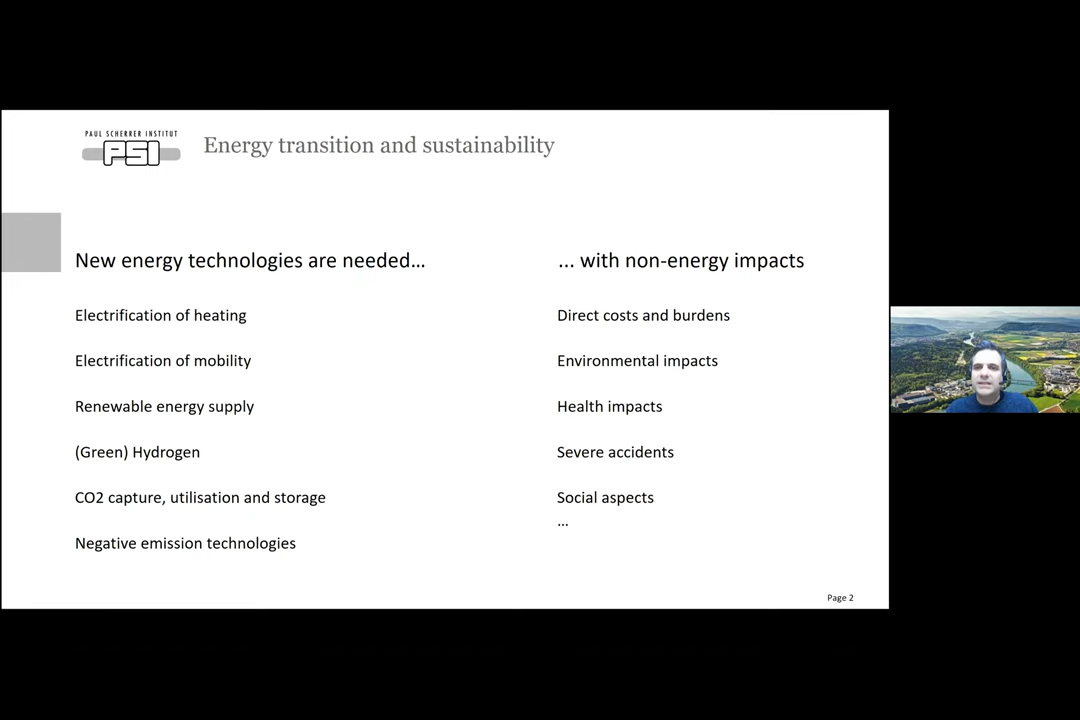 PAUL SCHERRER INSTITUT
PSI
Energy transition and sustainability
New energy technologies are needed…
Electrification of heating
Electrification of mobility
Renewable energy supply
(Green) Hydrogen
CO2 capture, utilisation and storage
Negative emission technologies
... with non-energy impacts
Direct costs and burdens
Environmental impacts
Health impacts
Severe accidents
Social aspects
...
Page 2